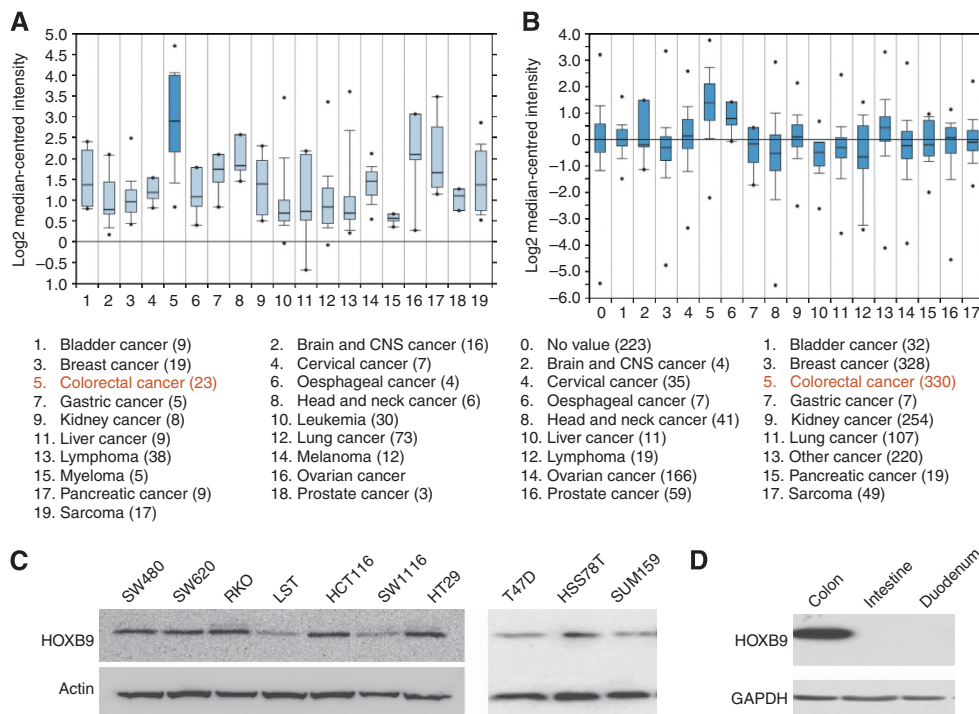 A
Log2 median-centred intensity
5.0
4.5
4.0
3.5
3.0
2.5
2.0
1.5
1.0
0.5
0
–0.5
1.0
1 2 3 4 5 6 7 8 9 10 11 12 13 14 15 16 17 18 19
1. Bladder cancer (9)
2. Brain and CNS cancer (16)
3. Breast cancer (19)
4. Cervical cancer (7)
5. Colorectal cancer (23)
6. Oesphageal cancer (4)
7. Gastric cancer (5)
8. Head and neck cancer (6)
9. Kidney cancer (8)
10. Leukemia (30)
11. Liver cancer (9)
12. Lung cancer (73)
13. Lymphoma (38)
14. Melanoma (12)
15. Myeloma (5)
16. Ovarian cancer
17. Pancreatic cancer (9)
18. Prostate cancer (3)
19. Sarcoma (17)
B
Log2 median-centred intensity
4.0
3.0
2.0
1.0
–0.0
–1.0
–2.0
–3.0
–4.0
–5.0
–6.0
0 1 2 3 4 5 6 7 8 9 10 11 12 13 14 15 16 17
0. No value (223)
1. Bladder cancer (32)
2. Brain and CNS cancer (4)
3. Breast cancer (328)
4. Cervical cancer (35)
5. Colorectal cancer (330)
6. Oesphageal cancer (7)
7. Gastric cancer (7)
8. Head and neck cancer (41)
9. Kidney cancer (254)
10. Liver cancer (11)
11. Lung cancer (107)
12. Lymphoma (19)
13. Other cancer (220)
14. Ovarian cancer (166)
15. Pancreatic cancer (19)
16. Prostate cancer (59)
17. Sarcoma (49)
C
SW480 SW620 RKO LST HCT116 SW1116 HT29 T47D HSS78T SUM159
HOXB9
Actin
D
Colon Intestine Duodenum
HOXB9
GAPDH